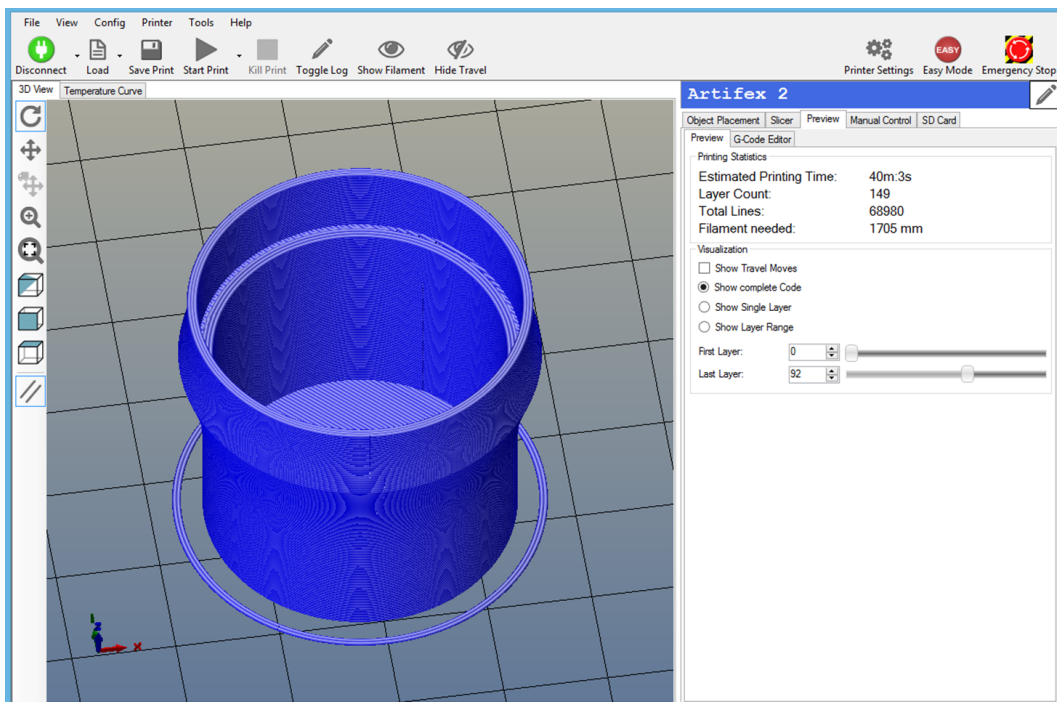 File View Config Printer Tools Help
Disconnect Load Save Print Start Print Kill Print Toggle Log Show Filament Hide Travel Printer Settings Easy Mode Emergency Stop
EASY
3D View Temperature Curve
Artifex 2
Object Placement Slicer Preview Manual Control SD Card
Preview G-Code Editor
Printing Statistics
Estimated Printing Time: 40m:3s
Layer Count: 149
Total Lines: 68980
Filament needed: 1705 mm
Visualization
Show Travel Moves
Show complete Code
Show Single Layer
Show Layer Range
First Layer: 0
Last Layer: 92
X